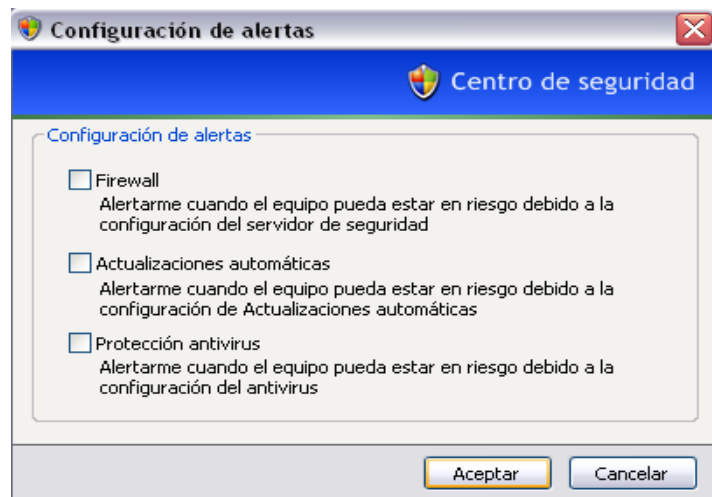 Configuración de alertas
Centro de seguridad
Configuración de alertas
Firewall
Alertarme cuando el equipo pueda estar en riesgo debido a la
configuración del servidor de seguridad
Actualizaciones automáticas
Alertarme cuando el equipo pueda estar en riesgo debido a la
configuración de Actualizaciones automáticas
Protección antivirus
Alertarme cuando el equipo pueda estar en riesgo debido a la
configuración del antivirus
Aceptar
Cancelar